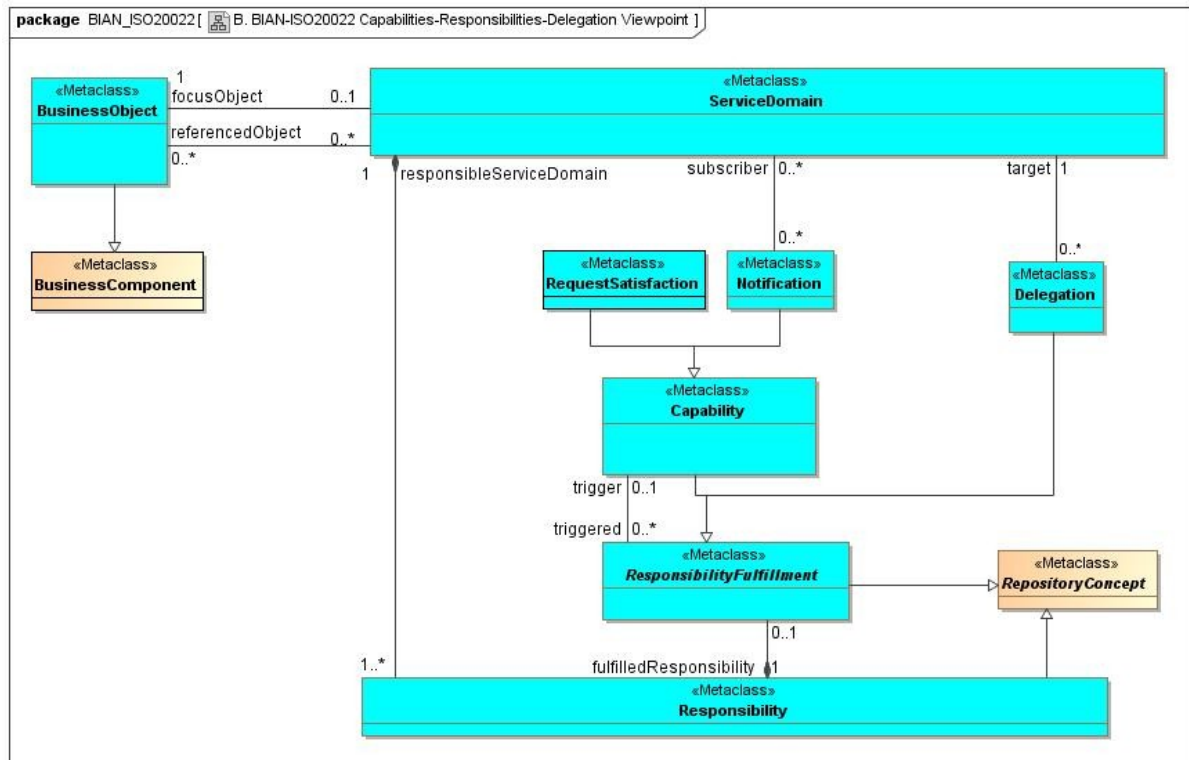 package BIAN_ISO20022[ B. BIAN-ISO20022 Capabilities-Responsibilities-Delegation Viewpoint ]
«Metaclass»
BusinessObject
1
focusObject
0..1
referencedObject
0..*
0..*
«Metaclass»
ServiceDomain
1
responsibleServiceDomain
subscriber
0..*
target
1
«Metaclass»
BusinessComponent
«Metaclass»
RequestSatisfaction
0..*
«Metaclass»
Notification
0..*
«Metaclass»
Delegation
«Metaclass»
Capability
trigger
0..1
triggered
0..*
«Metaclass»
ResponsibilityFulfillment
«Metaclass»
RepositoryConcept
0..1
1..*
fulfilledResponsibility
1
«Metaclass»
Responsibility